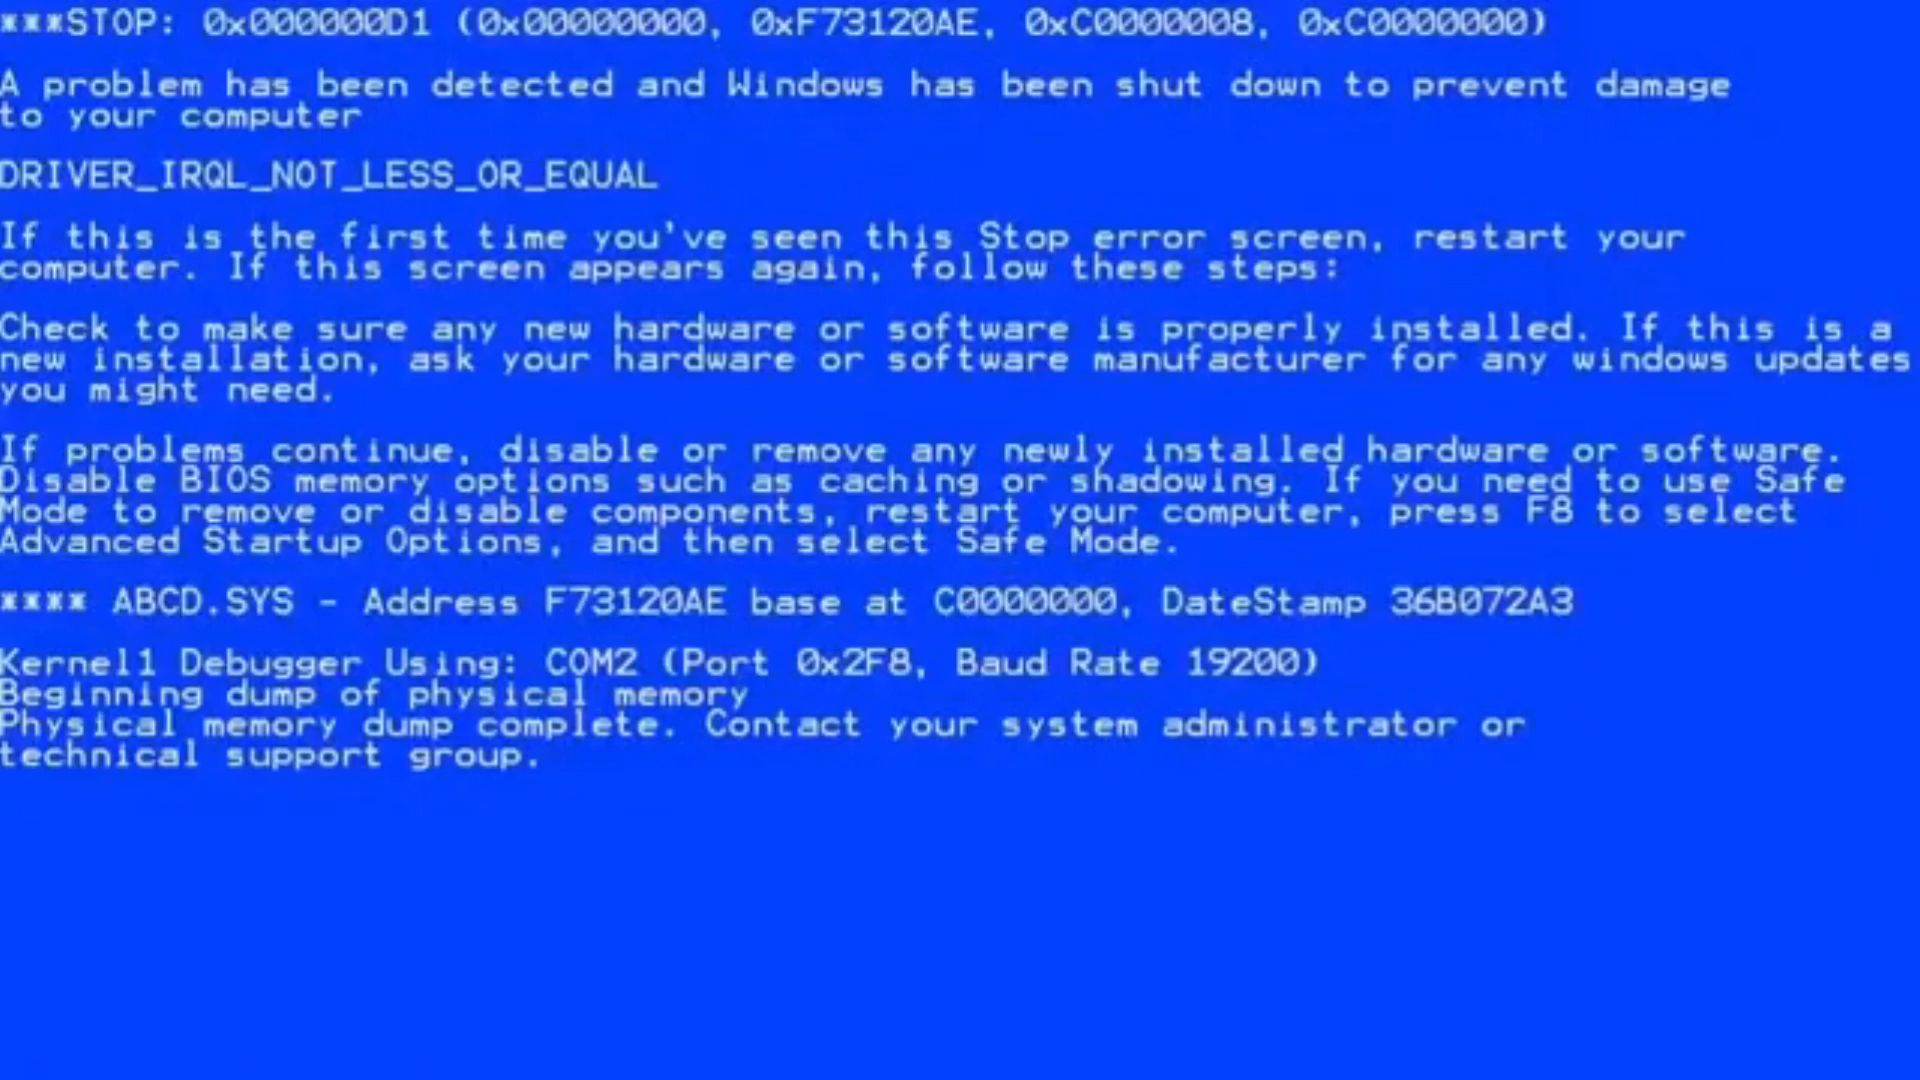 ***STOP: 0x000000D1 (0x00000000, 0xF73120AE, 0xC0000008, 0xC0000000)
A problem has been detected and Windows has been shut down to prevent damage
to your computer
DRIVER_IRQL_NOT_LESS_OR_EQUAL
If this is the first time you've seen this Stop error screen, restart your
computer. If this screen appears again, follow these steps:
Check to make sure any new hardware or software is properly installed. If this is a
new installation, ask your hardware or software manufacturer for any windows updates
you might need.
If problems continue, disable or remove any newly installed hardware or software.
Disable BIOS memory options such as caching or shadowing. If you need to use Safe
Mode to remove or disable components, restart your computer, press F8 to select
Advanced Startup Options, and then select Safe Mode.
**** ABCD.SYS - Address F73120AE base at C0000000, DateStamp 36B072A3
Kernel1 Debugger Using: COM2 (Port 0x2F8, Baud Rate 19200)
Beginning dump of physical memory
Physical memory dump complete. Contact your system administrator or
technical support group.